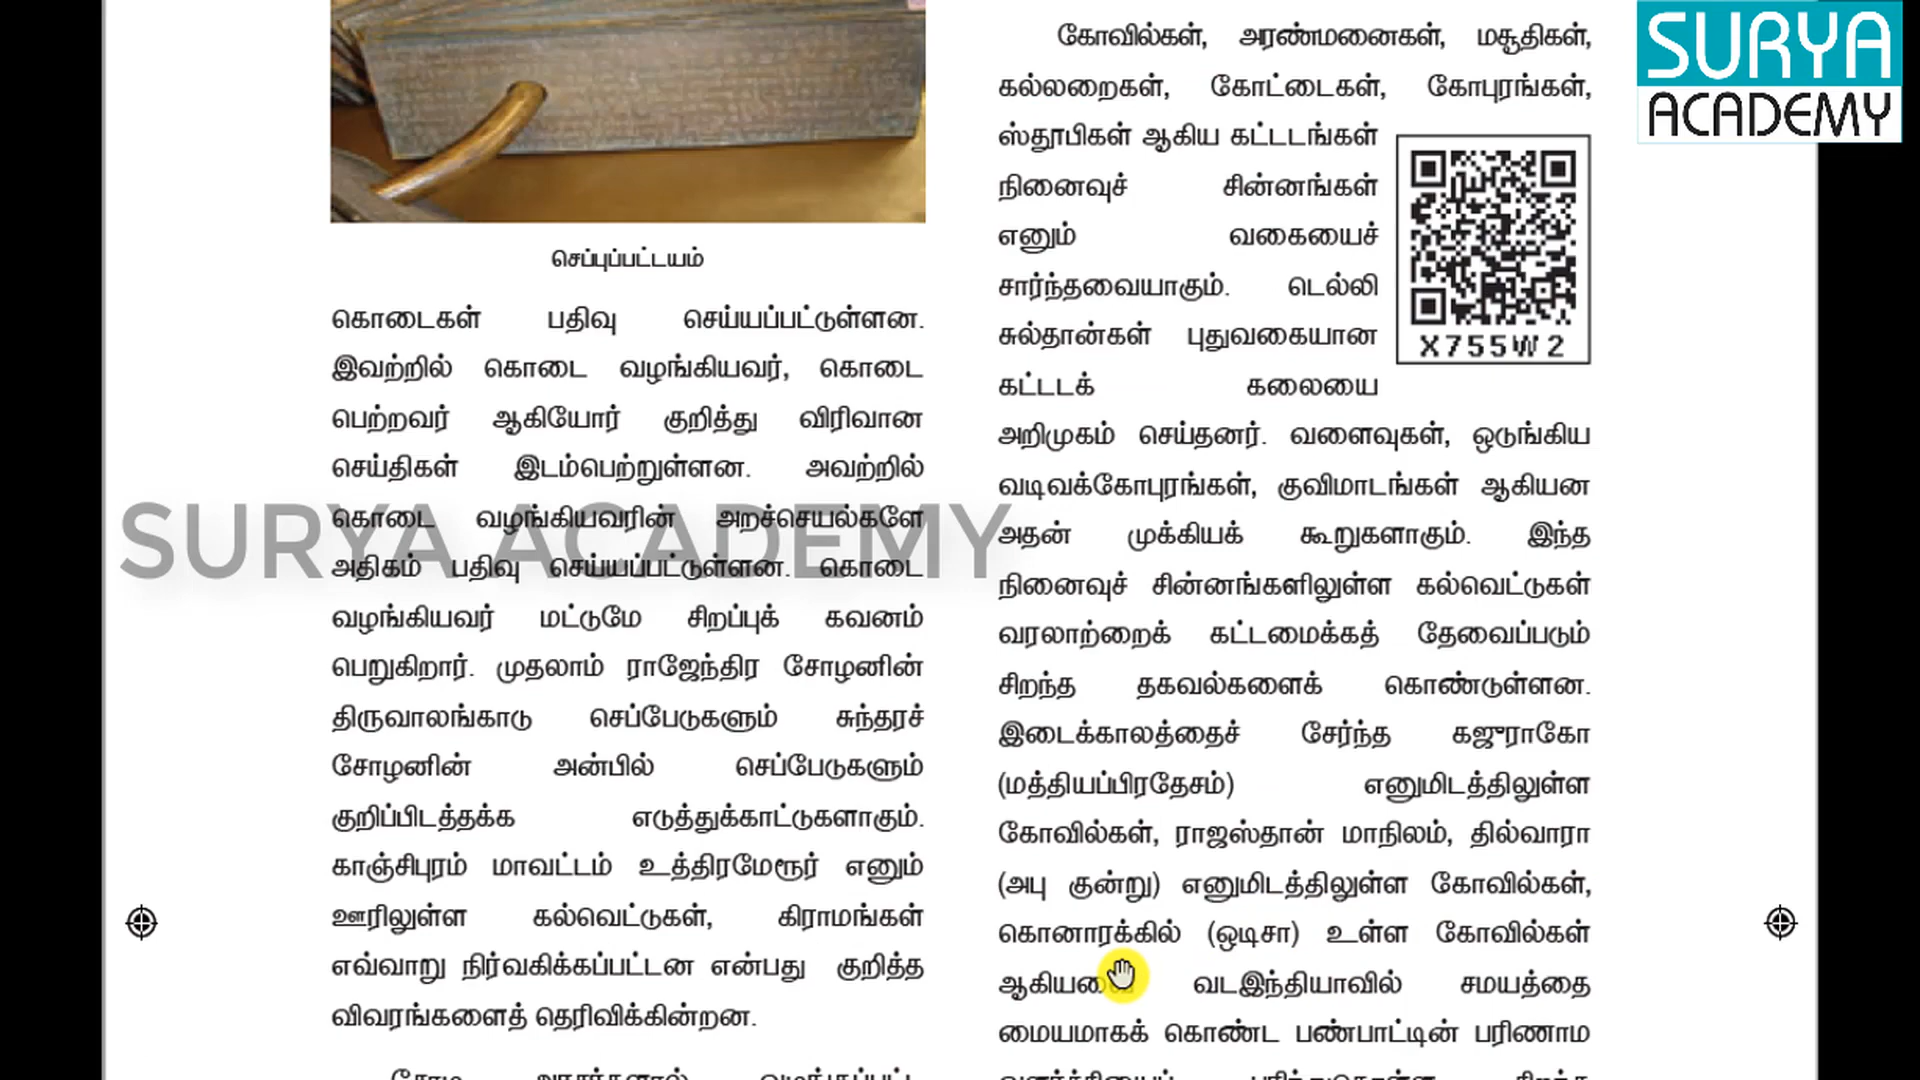 செப்புப்பட்டயம்
கொடைகள் பதிவு செய்யப்பட்டுள்ளன.
இவற்றில் கொடை வழங்கியவர், கொடை
பெற்றவர் ஆகியோர் குறித்து விரிவான
செய்திகள் இடம்பெற்றுள்ளன. அவற்றில்
கொடை வழங்கியவரின் அறச்செயல்களே
அதிகம் பதிவு செய்யப்பட்டுள்ளன. கொடை
வழங்கியவர் மட்டுமே சிறப்புக் கவனம்
பெறுகிறார். முதலாம் ராஜேந்திர சோழனின்
திருவாலங்காடு செப்பேடுகளும் சுந்தரச்
சோழனின் அன்பில் செப்பேடுகளும்
குறிப்பிடத்தக்க எடுத்துக்காட்டுகளாகும்.
காஞ்சிபுரம் மாவட்டம் உத்திரமேரூர் எனும்
ஊரிலுள்ள கல்வெட்டுகள், கிராமங்கள்
எவ்வாறு நிர்வகிக்கப்பட்டன என்பது குறித்த
விவரங்களைத் தெரிவிக்கின்றன.
கோவில்கள், அரண்மனைகள், மசூதிகள்,
கல்லறைகள், கோட்டைகள், கோபுரங்கள்,
ஸ்தூபிகள் ஆகிய கட்டடங்கள்
நினைவுச் சின்னங்கள்
எனும் வகையைச்
சார்ந்தவையாகும். டெல்லி
சுல்தான்கள் புதுவகையான
கட்டடக் கலையை
அறிமுகம் செய்தனர். வளைவுகள், ஒடுங்கிய
வடிவக்கோபுரங்கள், குவிமாடங்கள் ஆகியன
அதன் முக்கியக் கூறுகளாகும். இந்த
நினைவுச் சின்னங்களிலுள்ள கல்வெட்டுகள்
வரலாற்றைக் கட்டமைக்கத் தேவைப்படும்
சிறந்த தகவல்களைக் கொண்டுள்ளன.
இடைக்காலத்தைச் சேர்ந்த கஜுராகோ
(மத்தியப்பிரதேசம்) எனுமிடத்திலுள்ள
கோவில்கள், ராஜஸ்தான் மாநிலம், தில்வாரா
(அபு குன்று) எனுமிடத்திலுள்ள கோவில்கள்,
கொனாரக்கில் (ஒடிசா) உள்ள கோவில்கள்
ஆகியவை வடஇந்தியாவில் சமயத்தை
மையமாகக் கொண்ட பண்பாட்டின் பரிணாம
X755W2
SURYA
ACADEMY
SURYA ACADEMY